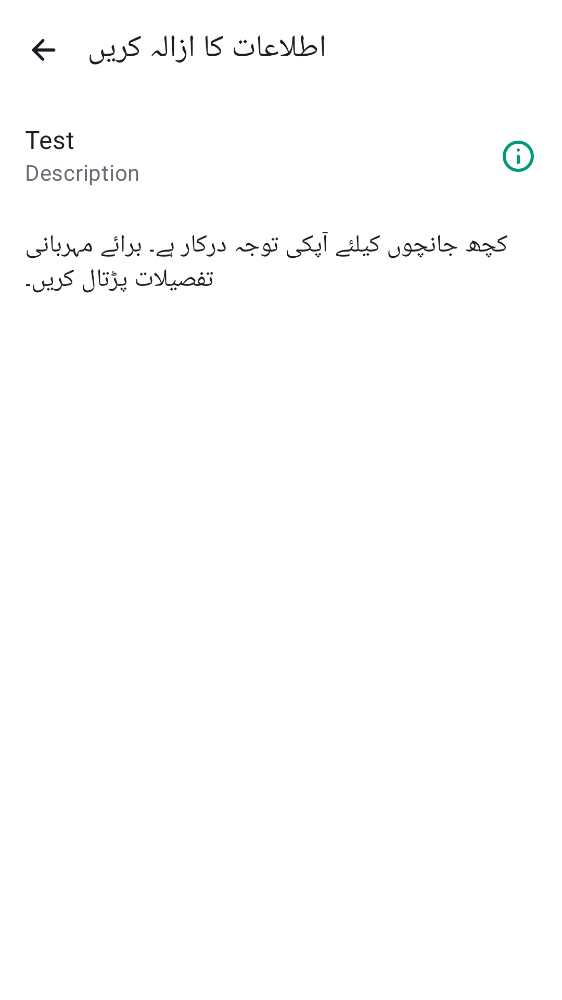 اطلاعات کا ازالہ کریں
Test
Description
کچھ جانچوں کیلئے آپکی توجہ درکار ہے۔ برائے مہربانی
تفصیلات پڑتال کریں۔